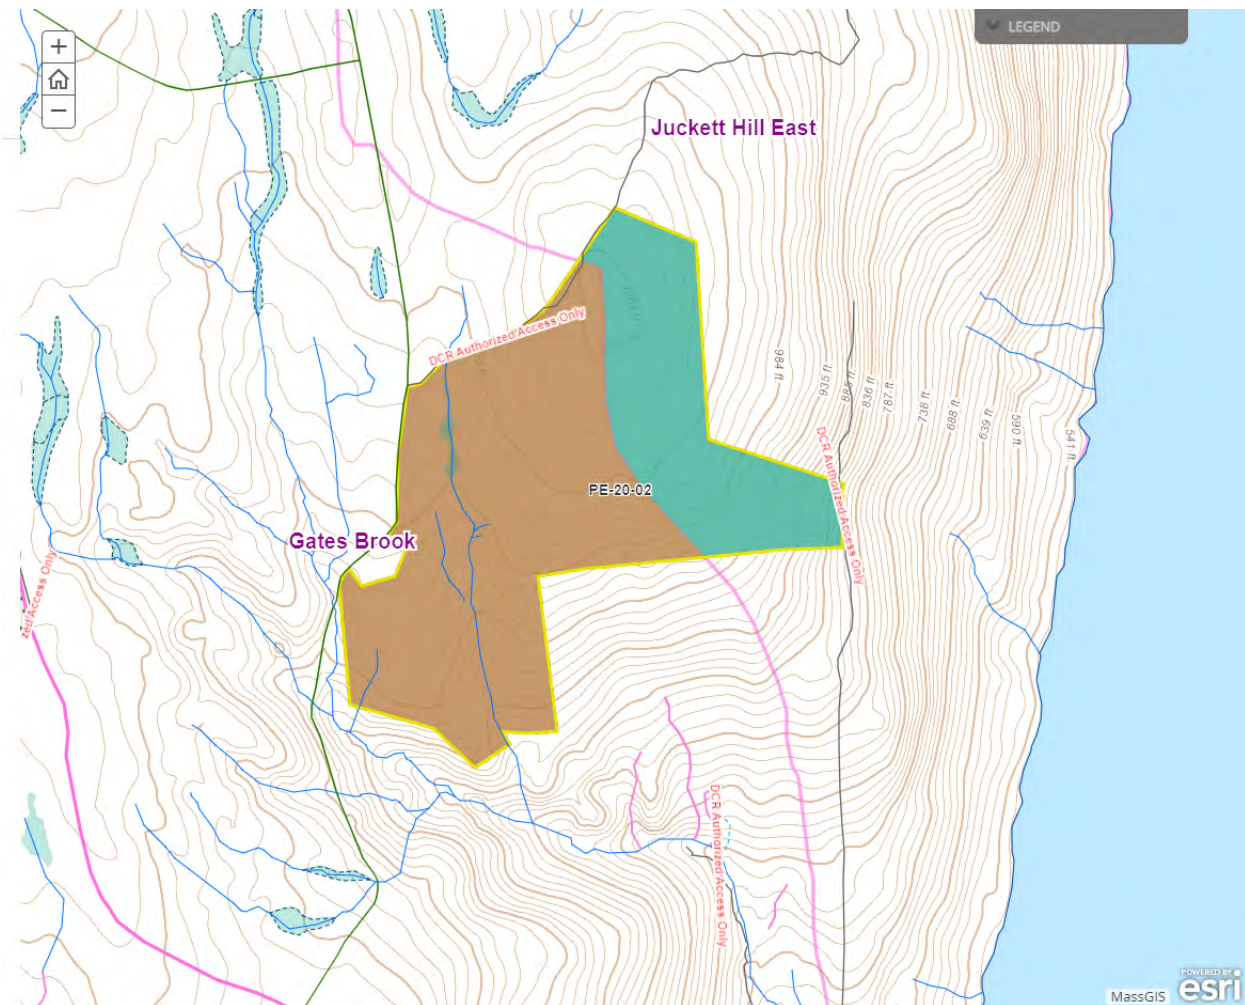 +
−
LEGEND
Juckett Hill East
DCR Authorized Access Only
984 ft.
935 ft.
885 ft.
836 ft.
787 ft.
738 ft.
688 ft.
639 ft.
590 ft.
541 ft.
DCR Authorized Access Only
PE-20-02
Gates Brook
zed Access Only
DCR Authorized Access Only
MassGIS
POWERED BY
esri